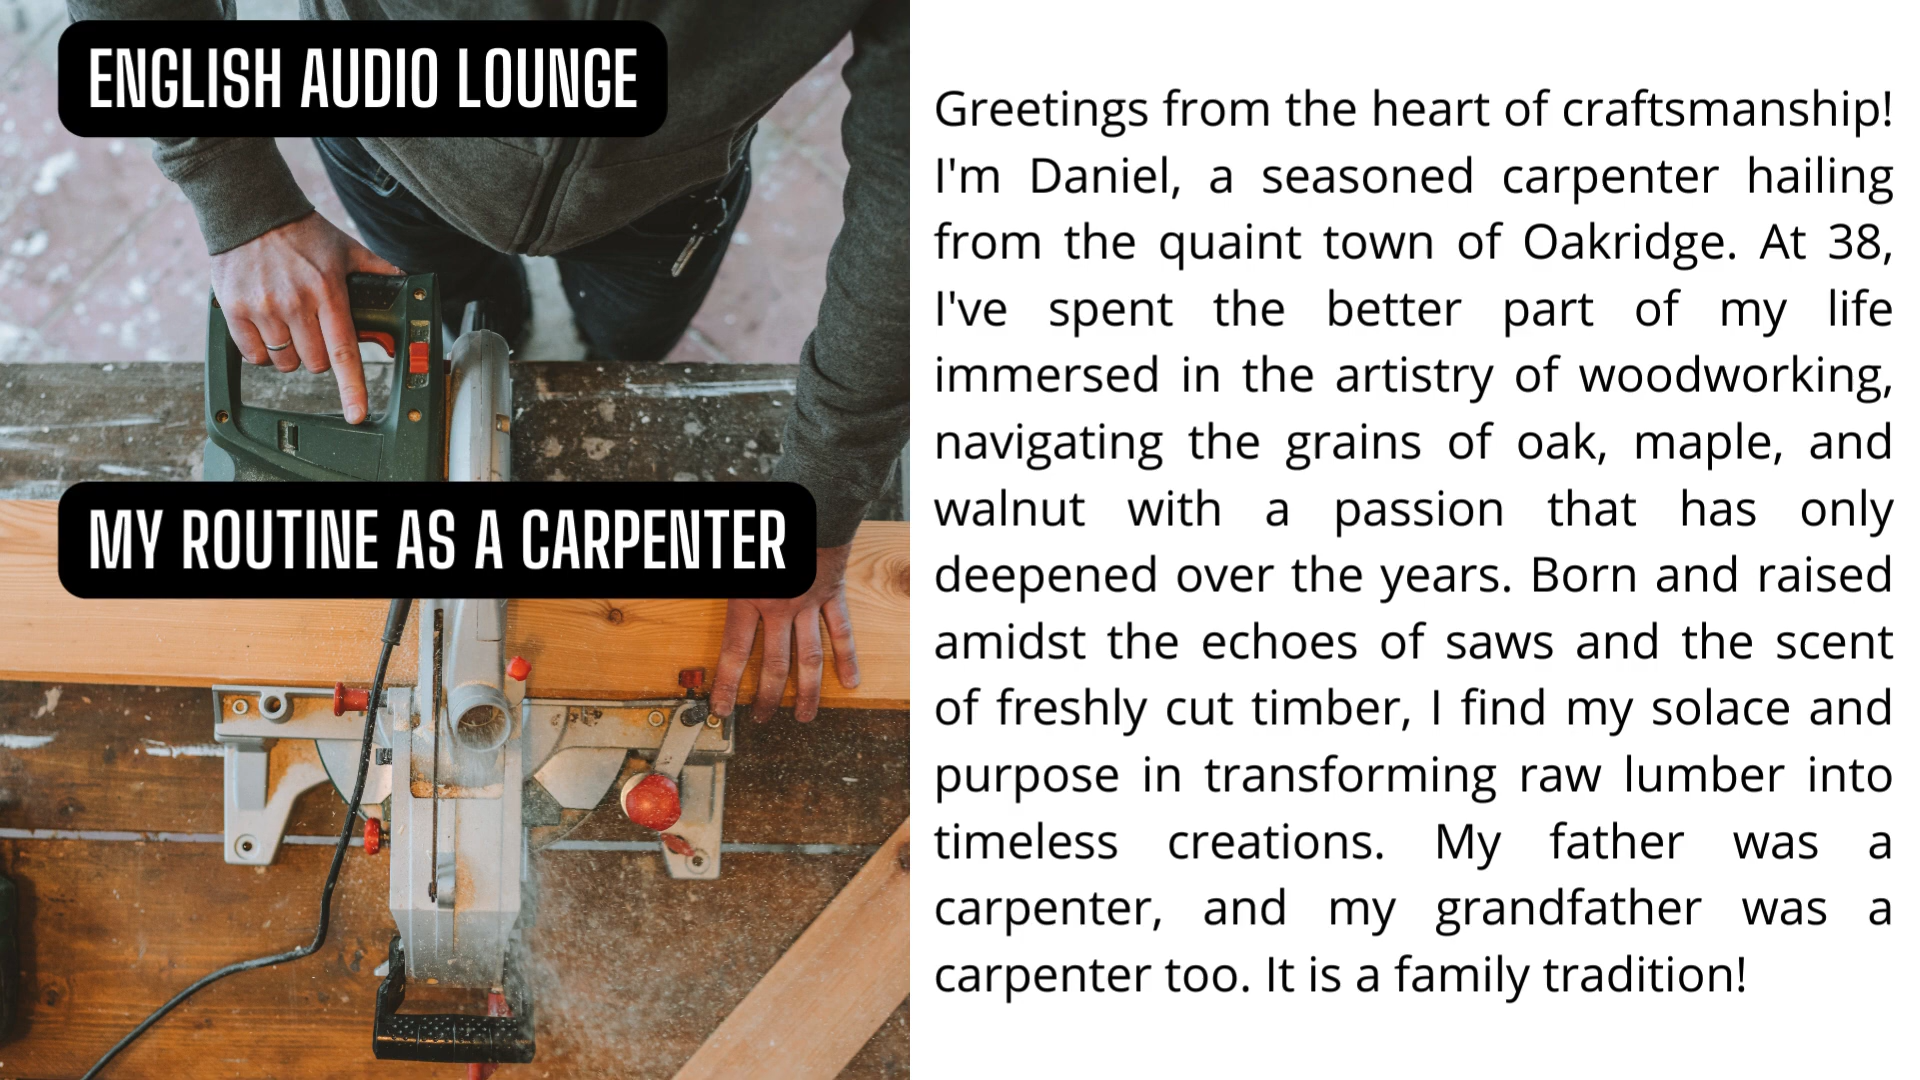 ENGLISH AUDIO LOUNGE
MY ROUTINE AS A CARPENTER
Greetings from the heart of craftsmanship!
I'm Daniel, a seasoned carpenter hailing
from the quaint town of Oakridge. At 38,
I've spent the better part of my life
immersed in the artistry of woodworking,
navigating the grains of oak, maple, and
walnut with a passion that has only
deepened over the years. Born and raised
amidst the echoes of saws and the scent
of freshly cut timber, I find my solace and
purpose in transforming raw lumber into
timeless creations. My father was a
carpenter, and my grandfather was a
carpenter too. It is a family tradition!